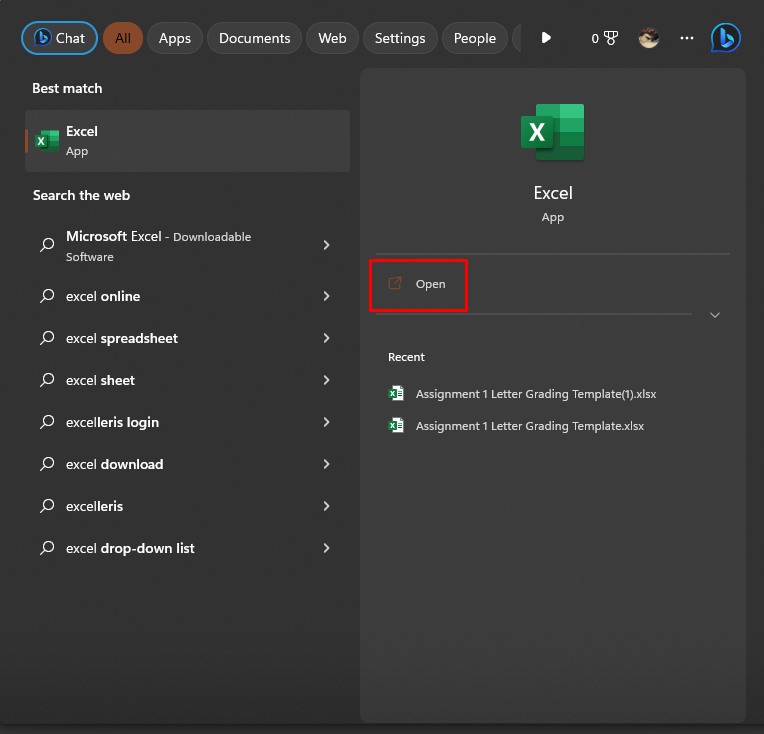 Chat All Apps Documents Web Settings People 0
Best match
Excel
App
Search the web
Microsoft Excel - Downloadable
Software
excel online
excel spreadsheet
excel sheet
excelleris login
excel download
excelleris
excel drop-down list
X
Excel
App
Open
Recent
Assignment 1 Letter Grading Template(1).xlsx
Assignment 1 Letter Grading Template.xlsx